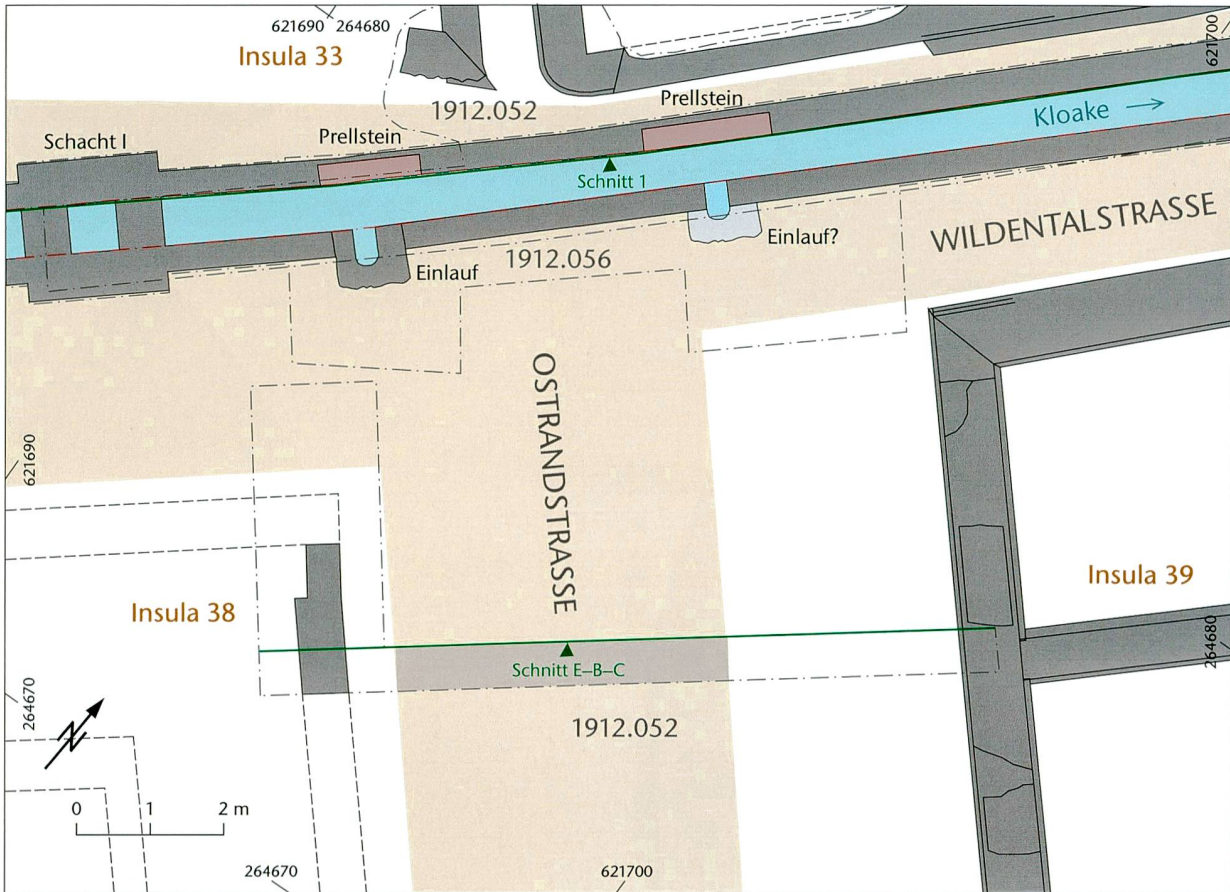 621690 264680
Insula 33
621700
1912.052
Prellstein
Prellstein
Schacht I
Kloake
Schnitt 1
WILDENTALSTRASSE
Einlauf?
1912.056
Einlauf
OSTRANDSTRASSE
621690
Insula 39
Insula 38
264680
Schnitt E–B–C
264670
1912.052
N
0 1 2 m
264670
621700